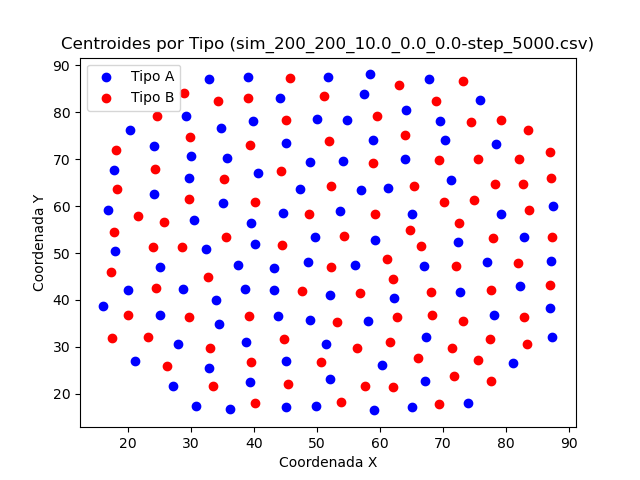 Centroides por Tipo (sim_200_200_10.0_0.0_0.0-step_5000.csv)
Tipo A
Tipo B
90
80
70
60
50
40
30
20
Coordenada Y
20 30 40 50 60 70 80 90
Coordenada X